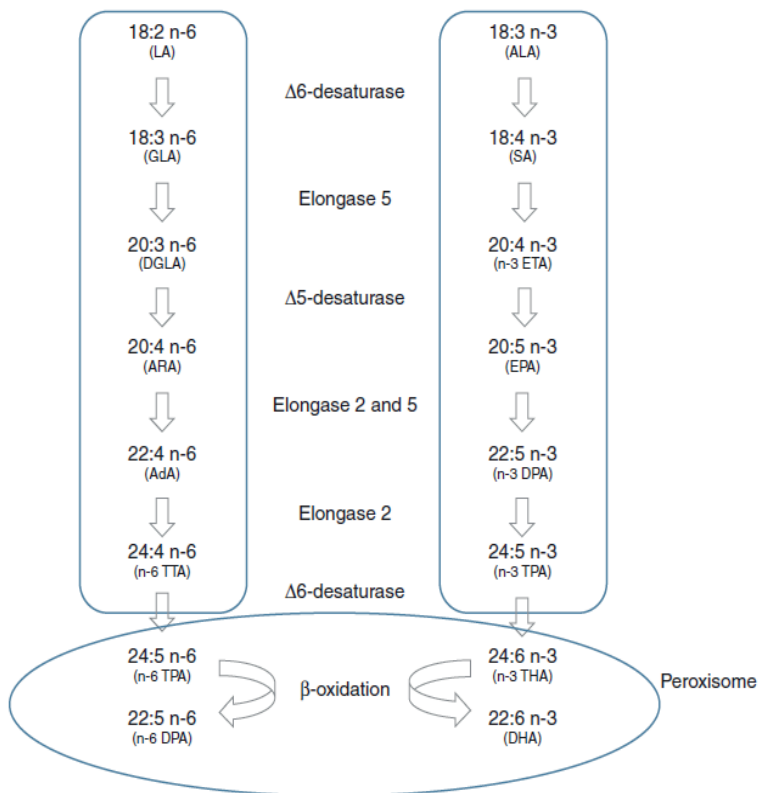 18:2 n-6
(LA)
18:3 n-3
(ALA)
Δ6-desaturase
18:3 n-6
(GLA)
18:4 n-3
(SA)
Elongase 5
20:3 n-6
(DGLA)
20:4 n-3
(n-3 ETA)
Δ5-desaturase
20:4 n-6
(ARA)
20:5 n-3
(EPA)
Elongase 2 and 5
22:4 n-6
(AdA)
22:5 n-3
(n-3 DPA)
Elongase 2
24:4 n-6
(n-6 TTA)
24:5 n-3
(n-3 TPA)
Δ6-desaturase
24:5 n-6
(n-6 TPA)
24:6 n-3
(n-3 THA)
β-oxidation
Peroxisome
22:5 n-6
(n-6 DPA)
22:6 n-3
(DHA)